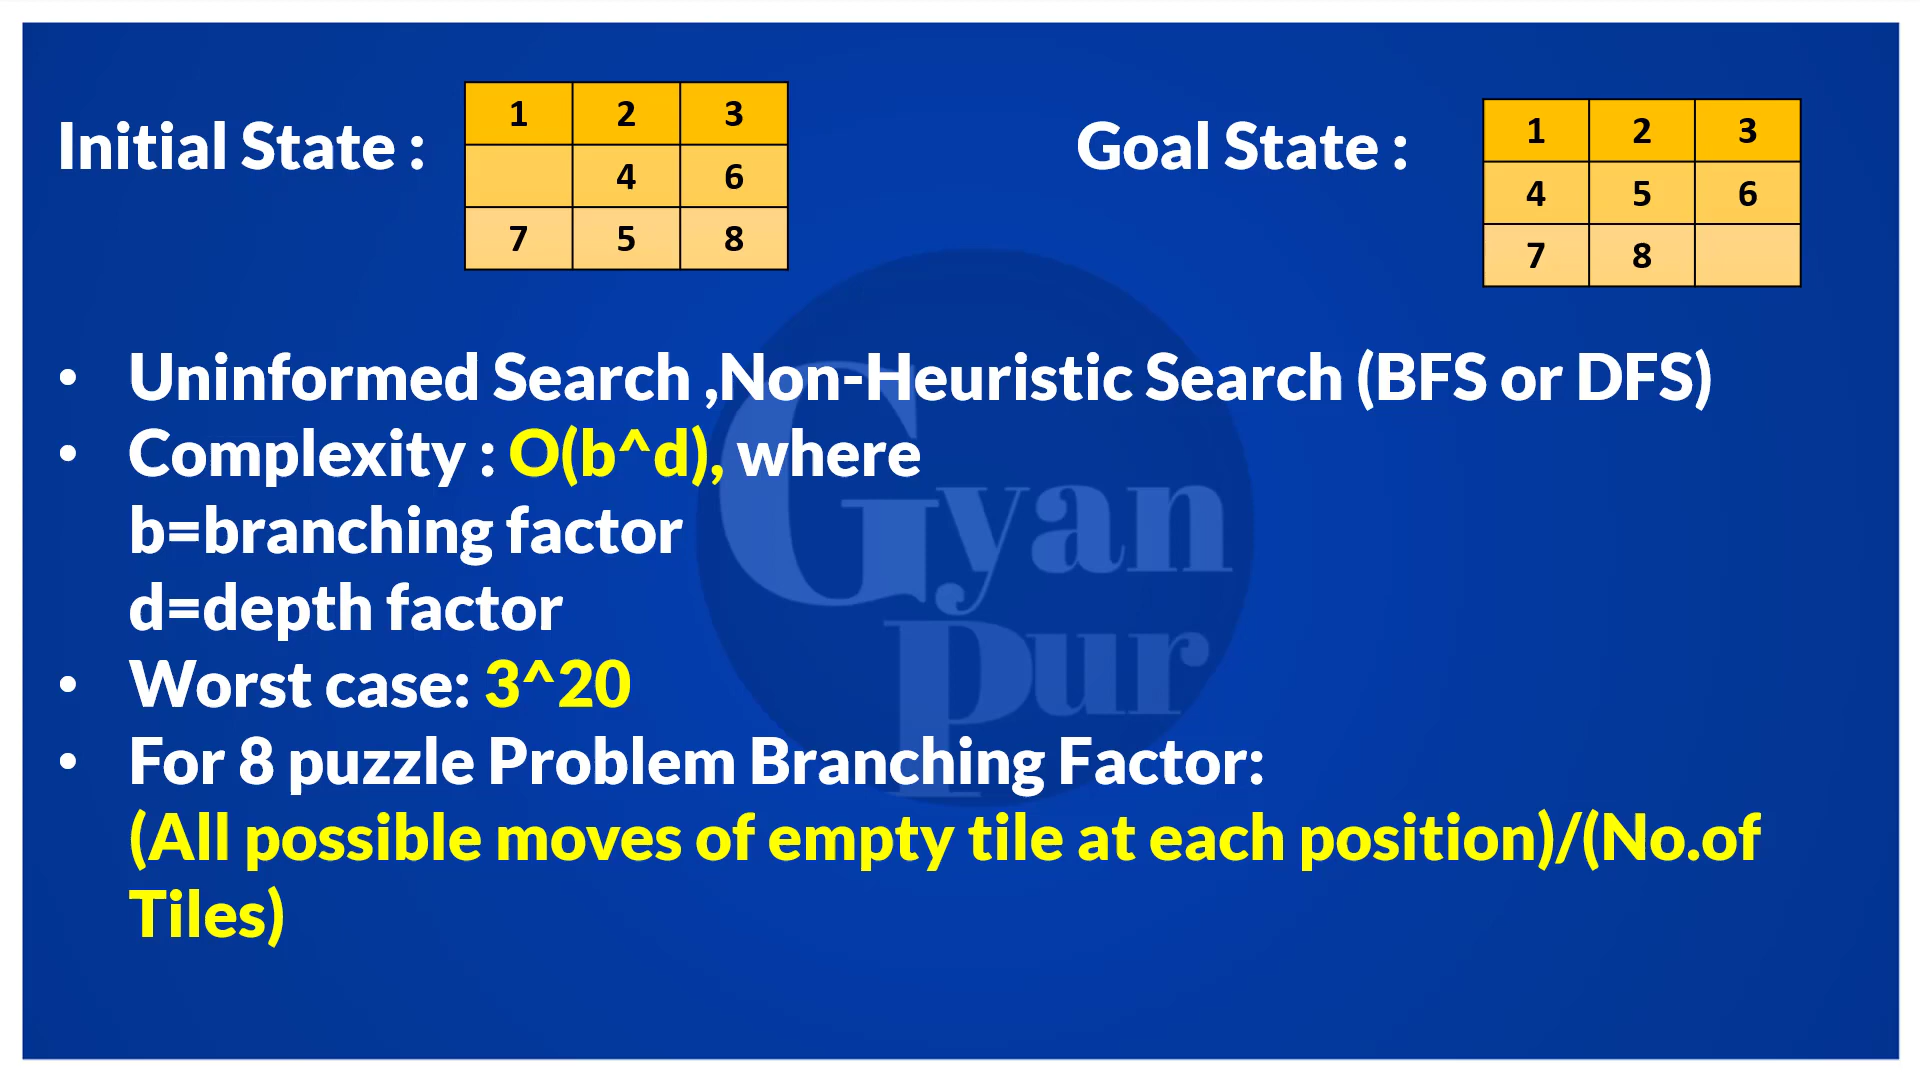 Initial State :
1 2 3
4 6
7 5 8
Goal State :
1 2 3
4 5 6
7 8
• Uninformed Search ,Non-Heuristic Search (BFS or DFS)
• Complexity : O(b^d), where
b=branching factor
d=depth factor
• Worst case: 3^20
• For 8 puzzle Problem Branching Factor:
(All possible moves of empty tile at each position)/(No.of
Tiles)
Gyan
Pur